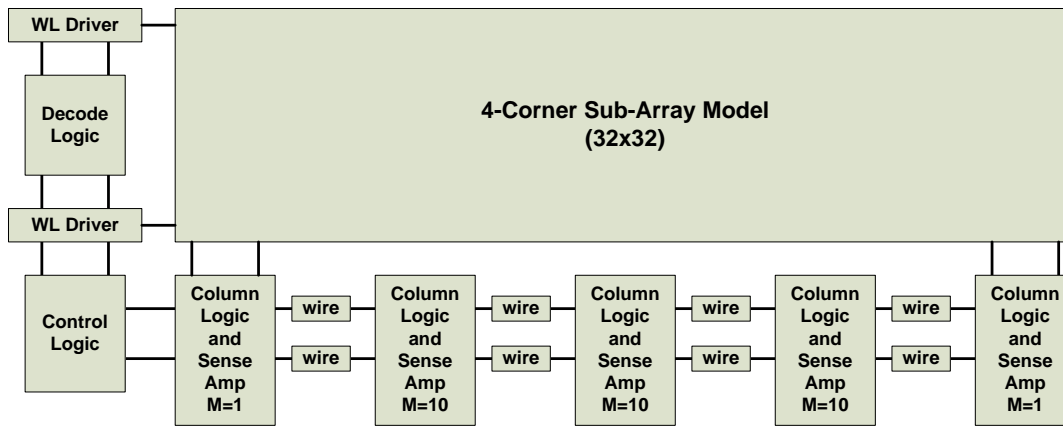 WL Driver
Decode
Logic
4-Corner Sub-Array Model
(32x32)
WL Driver
Control
Logic
Column
Logic
and
Sense
Amp
M=1
wire
wire
Column
Logic
and
Sense
Amp
M=10
wire
wire
Column
Logic
and
Sense
Amp
M=10
wire
wire
Column
Logic
and
Sense
Amp
M=10
wire
wire
Column
Logic
and
Sense
Amp
M=1